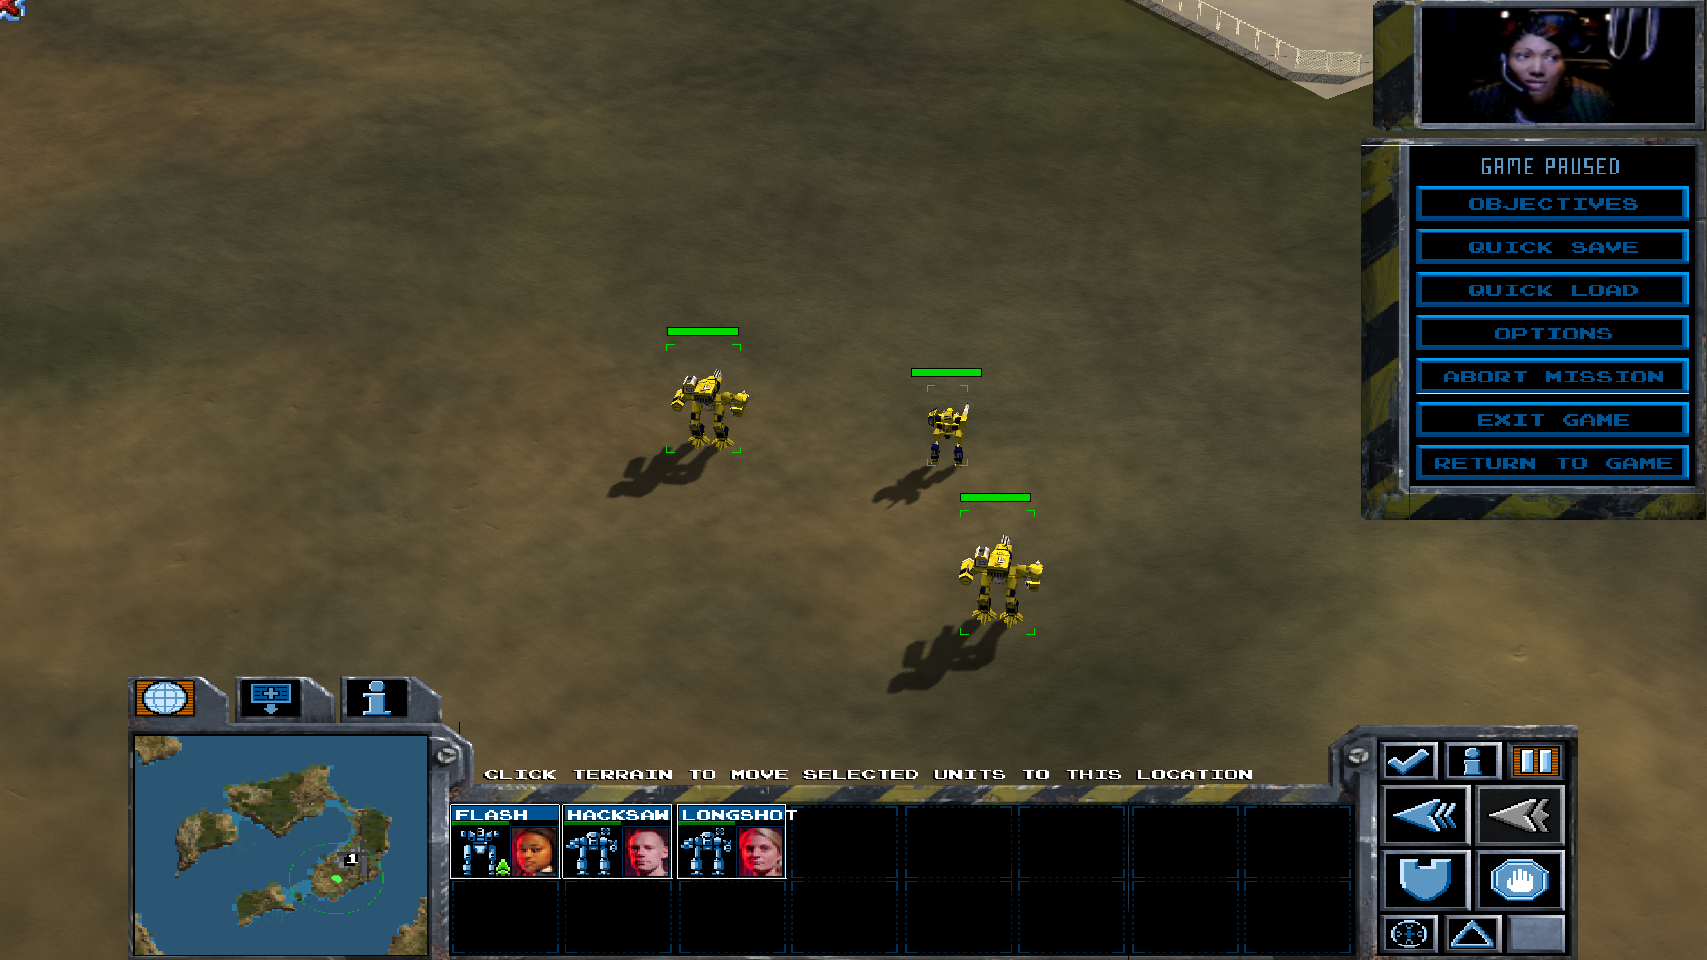 GAME PAUSED
OBJECTIVES
QUICK SAVE
QUICK LOAD
OPTIONS
ABORT MISSION
EXIT GAME
RETURN TO GAME
CLICK TERRAIN TO MOVE SELECTED UNITS TO THIS LOCATION
FLASH
HACKSAW
LONGSHOT
1